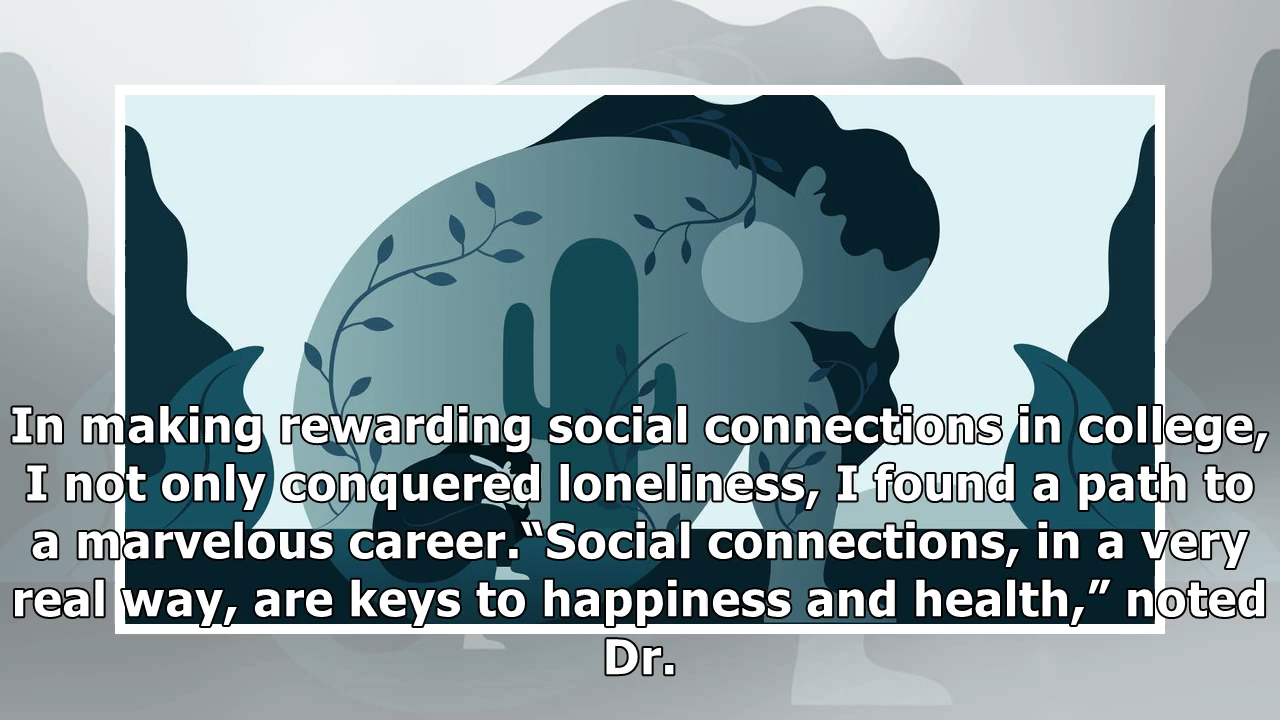 In making rewarding social connections in college,
I not only conquered loneliness, I found a path to
a marvelous career.“Social connections, in a very
real way, are keys to happiness and health,” noted
Dr.